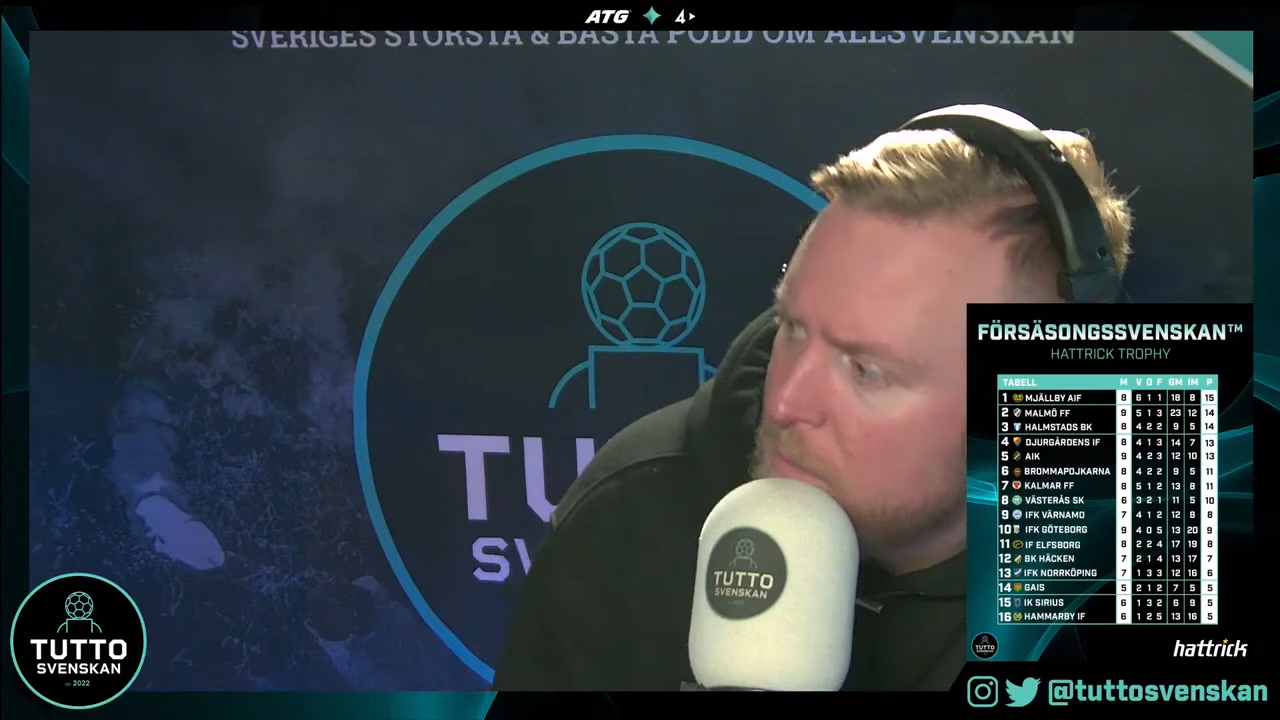 ATG 4
SVERIGES STÖRSTA & BÄSTA PODD OM ALLSVENSKAN
TUTTO
SVENSKAN
FÖRSÄSONGSSVENSKAN™
HATTRICK TROPHY
TABELL M V O F GM IM P
1 MJÄLLBY AIF 8 6 1 1 18 8 15
2 MALMÖ FF 9 5 1 3 23 12 14
3 HALMSTADS BK 8 4 2 2 9 5 14
4 DJURGÅRDENS IF 8 4 1 3 14 7 13
5 AIK 9 4 2 3 12 10 13
6 BROMMAPOJKARNA 8 4 2 2 9 5 11
7 KALMAR FF 8 5 1 2 13 8 11
8 VÄSTERÅS SK 6 3 2 1 11 5 10
9 IFK VÄRNAMO 7 4 1 2 12 8 8
10 IFK GÖTEBORG 9 4 0 5 13 20 9
11 IF ELFSBORG 8 2 2 4 17 19 8
12 BK HÄCKEN 7 2 1 4 13 17 7
13 IFK NORRKÖPING 7 1 3 3 12 16 6
14 GAIS 5 2 1 2 7 5 5
15 IK SIRIUS 6 1 3 2 6 9 5
16 HAMMARBY IF 6 1 2 5 13 16 5
TUTTO
SVENSKAN
TUTTO
SVENSKAN
2022
TUTTO
SVENSKAN
hattrick
@tuttosvenskan